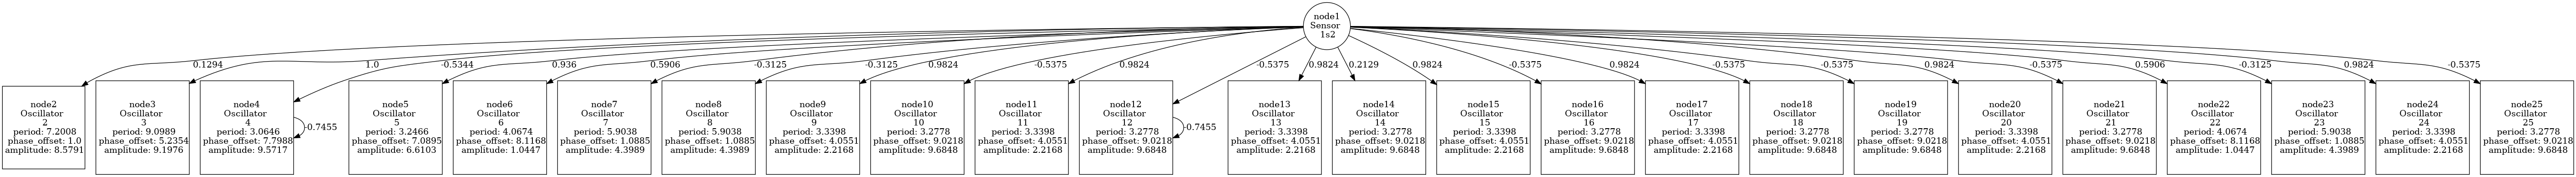 node1
Sensor
1s2
0.1294
1.0
-0.5344
0.936
0.5906
-0.3125
-0.3125
0.9824
-0.5375
0.9824
-0.5375
0.9824
0.2129
0.9824
-0.5375
0.9824
-0.5375
-0.5375
0.9824
-0.5375
0.5906
-0.3125
0.9824
-0.5375
node2
Oscillator
2
period: 7.2008
phase_offset: 1.0
amplitude: 8.5791
node3
Oscillator
3
period: 9.0989
phase_offset: 5.2354
amplitude: 9.1976
node4
Oscillator
4
period: 3.0646
phase_offset: 7.7988
amplitude: 9.5717
-0.7455
node5
Oscillator
3
period: 3.2466
phase_offset: 7.0895
amplitude: 6.6103
node6
Oscillator
6
period: 4.0674
phase_offset: 8.1168
amplitude: 1.0447
node7
Oscillator
7
period: 5.9038
phase_offset: 1.0885
amplitude: 4.3989
node8
Oscillator
8
period: 5.9038
phase_offset: 1.0885
amplitude: 4.3989
node9
Oscillator
9
period: 3.3398
phase_offset: 4.0551
amplitude: 2.2168
node10
Oscillator
10
period: 3.2778
phase_offset: 9.0218
amplitude: 9.6848
node11
Oscillator
11
period: 3.3398
phase_offset: 4.0551
amplitude: 2.2168
node12
Oscillator
12
period: 3.2778
phase_offset: 9.0218
amplitude: 9.6848
-0.7455
node13
Oscillator
13
period: 3.3398
phase_offset: 4.0551
amplitude: 2.2168
node14
Oscillator
14
period: 3.2778
phase_offset: 9.0218
amplitude: 9.6848
node15
Oscillator
15
period: 3.3398
phase_offset: 4.0551
amplitude: 2.2168
node16
Oscillator
16
period: 3.2778
phase_offset: 9.0218
amplitude: 9.6848
node17
Oscillator
17
period: 3.3398
phase_offset: 4.0551
amplitude: 2.2168
node18
Oscillator
18
period: 3.2778
phase_offset: 9.0218
amplitude: 9.6848
node19
Oscillator
19
period: 3.2778
phase_offset: 9.0218
amplitude: 9.6848
node20
Oscillator
20
period: 3.3398
phase_offset: 4.0551
amplitude: 2.2168
node21
Oscillator
21
period: 3.2778
phase_offset: 9.0218
amplitude: 9.6848
node22
Oscillator
22
period: 4.0674
phase_offset: 8.1168
amplitude: 1.0447
node23
Oscillator
23
period: 5.9038
phase_offset: 1.0885
amplitude: 4.3989
node24
Oscillator
24
period: 3.3398
phase_offset: 4.0551
amplitude: 2.2168
node25
Oscillator
25
period: 3.2778
phase_offset: 9.0218
amplitude: 9.6848